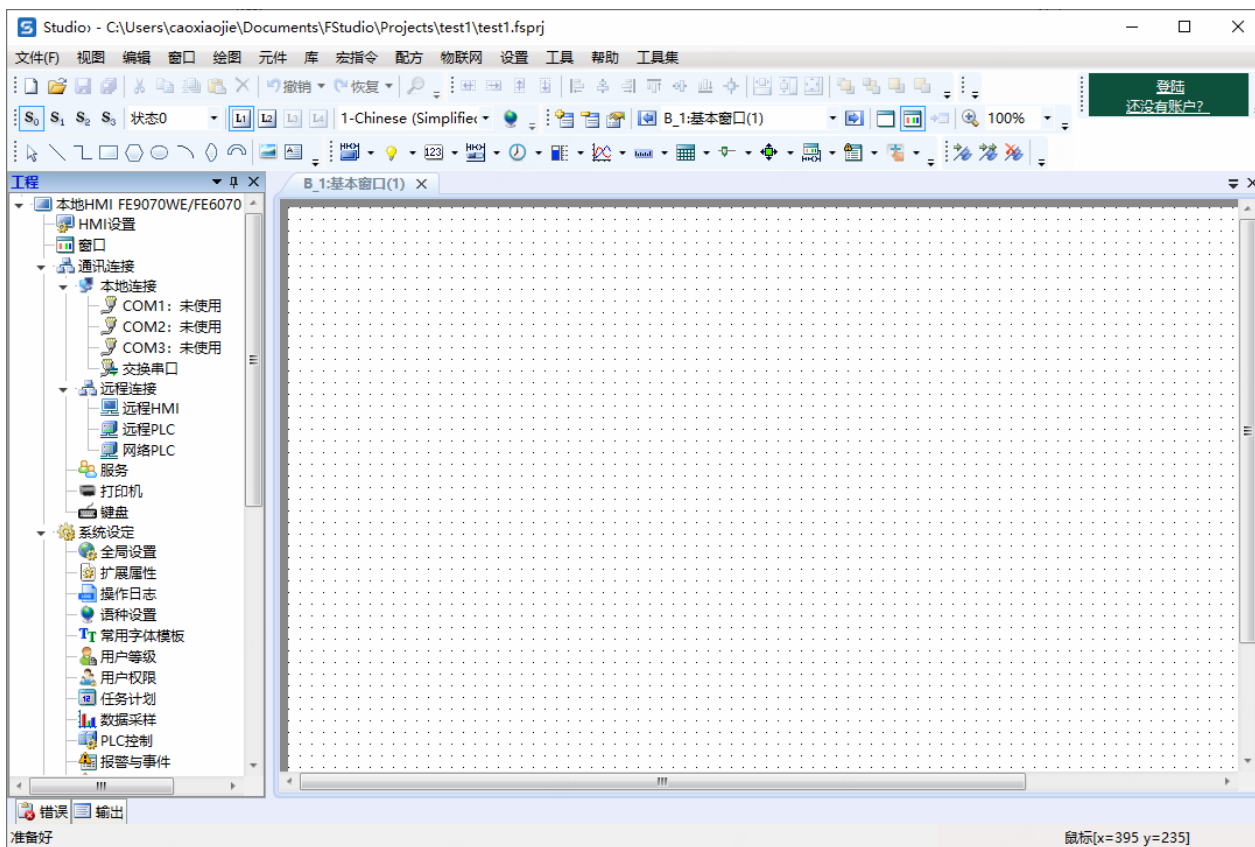 Studio› - C:\Users\caoxiaojie\Documents\FStudio\Projects\test1\test1.fsprj
文件(F) 视图 编辑 窗口 绘图 元件 库 宏指令 配方 物联网 设置 工具 帮助 工具集
撤销 恢复
登陆
还没有账户?
S0 S1 S2 S3 状态0 L1 L2 L3 L4 1-Chinese (Simplifiec B_1:基本窗口(1) 100%
123
工程
B_1:基本窗口(1)
本地HMI FE9070WE/FE6070
HMI设置
窗口
通讯连接
本地连接
COM1: 未使用
COM2: 未使用
COM3: 未使用
交换串口
远程连接
远程HMI
远程PLC
网络PLC
服务
打印机
键盘
系统设定
全局设置
扩展属性
操作日志
语种设置
常用字体模板
用户等级
用户权限
任务计划
数据采样
PLC控制
报警与事件
错误 输出
准备好
鼠标[x=395 y=235]